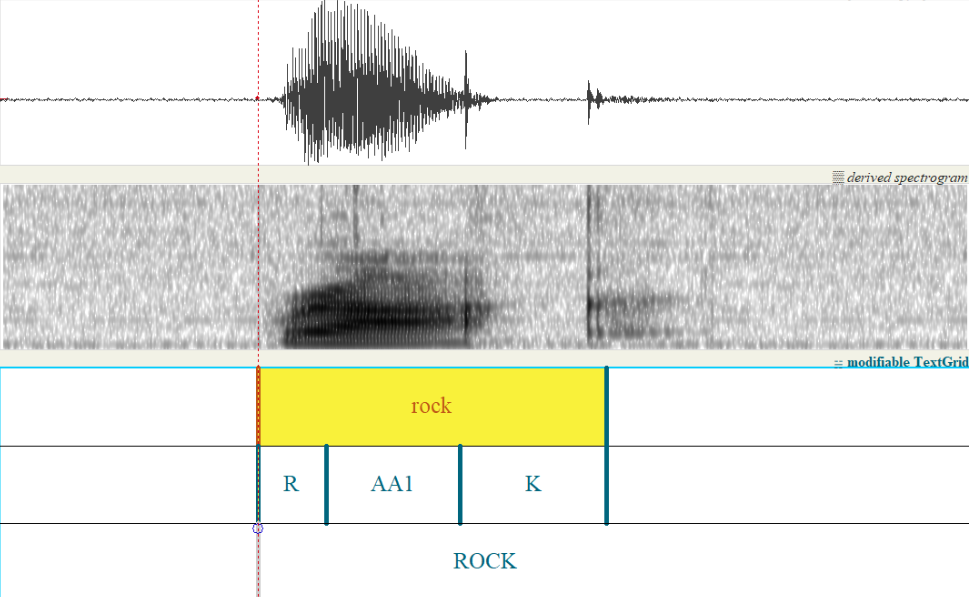 derived spectrogram
modifiable TextGrid
rock
R AA1 K
ROCK